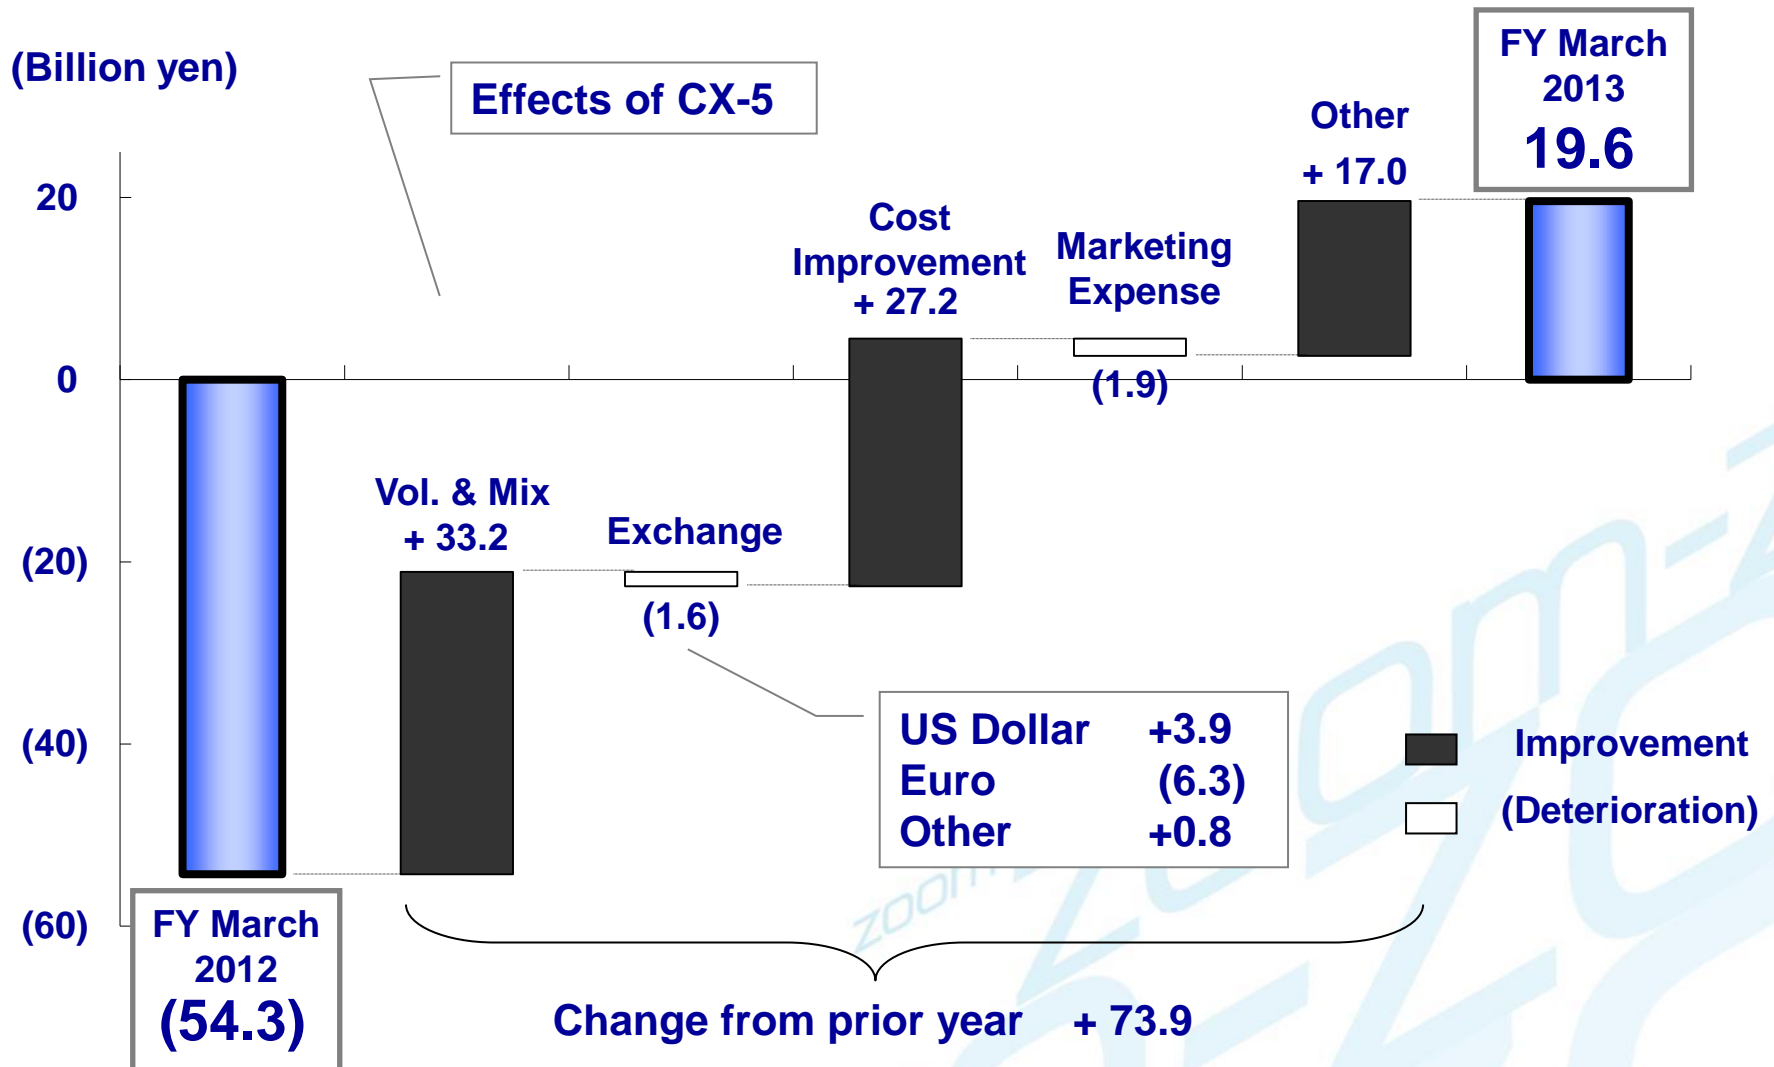 (Billion yen)
Effects of CX-5
FY March
2013
19.6
Other
+ 17.0
Cost
Improvement
+ 27.2
Marketing
Expense
(1.9)
20
0
(20)
(40)
(60)
Vol. & Mix
+ 33.2
Exchange
(1.6)
US Dollar +3.9
Euro (6.3)
Other +0.8
Improvement
(Deterioration)
FY March
2012
(54.3)
Change from prior year + 73.9
zoom-
zoom-z